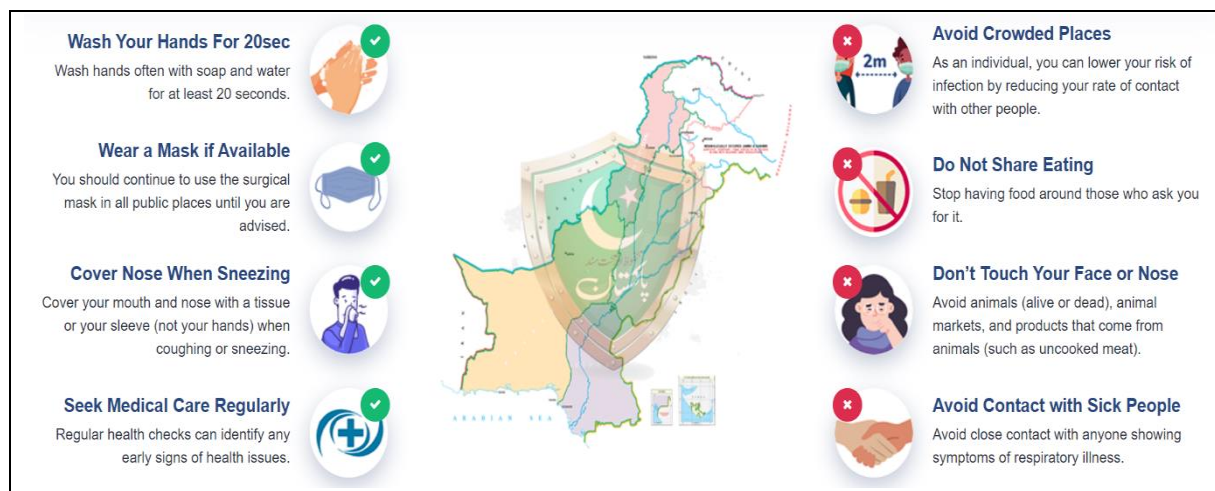 Wash Your Hands For 20sec
Wash hands often with soap and water
for at least 20 seconds.
Wear a Mask if Available
You should continue to use the surgical
mask in all public places until you are
advised.
Cover Nose When Sneezing
Cover your mouth and nose with a tissue
or your sleeve (not your hands) when
coughing or sneezing.
Seek Medical Care Regularly
Regular health checks can identify any
early signs of health issues.
ARABIAN SEA
2m
Avoid Crowded Places
As an individual, you can lower your risk of
infection by reducing your rate of contact
with other people.
Do Not Share Eating
Stop having food around those who ask you
for it.
Don’t Touch Your Face or Nose
Avoid animals (alive or dead), animal
markets, and products that come from
animals (such as uncooked meat).
Avoid Contact with Sick People
Avoid close contact with anyone showing
symptoms of respiratory illness.